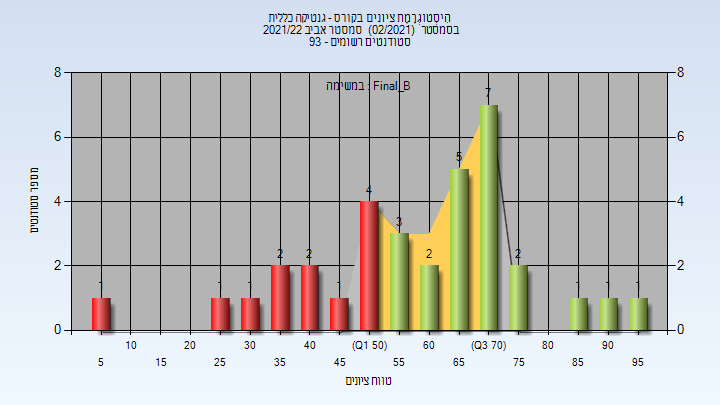 היסטוגרמת ציונים בקורס - גנטיקה כללית
בסמסטר (02/2021) סמסטר אביב 2021/22
סטודנטים רשומים - 93
במשימה : Final_B
מספר סטודנטים
8 8
6 6
4 4
2 2
0 0
1 1 1 2 2 1 4 3 2 5 7 2 1 1 1
10 20 30 40 (Q1 50) 60 (Q3 70) 80 90
5 15 25 35 45 55 65 75 85 95
טווח ציונים